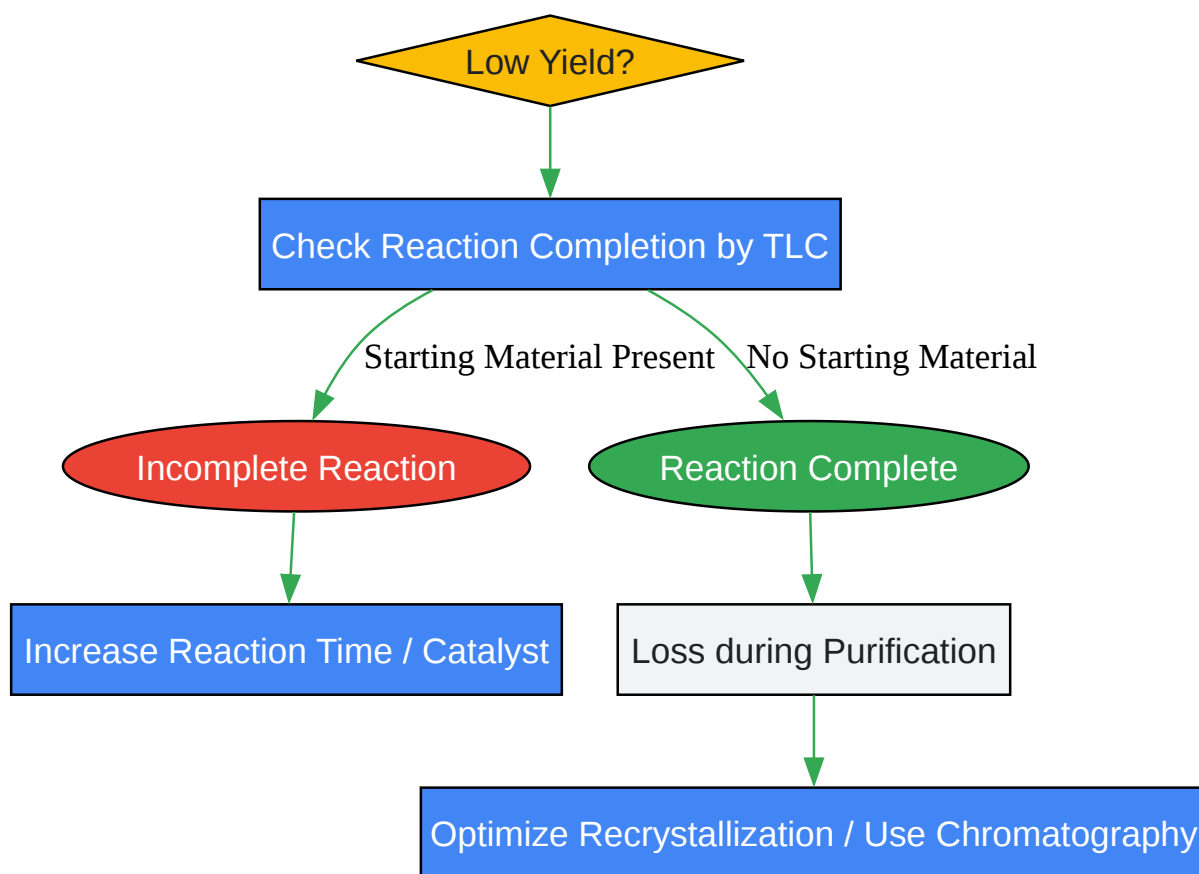 Low Yield?
Check Reaction Completion by TLC
Starting Material Present
No Starting Material
Incomplete Reaction
Reaction Complete
Increase Reaction Time / Catalyst
Loss during Purification
Optimize Recrystallization / Use Chromatography